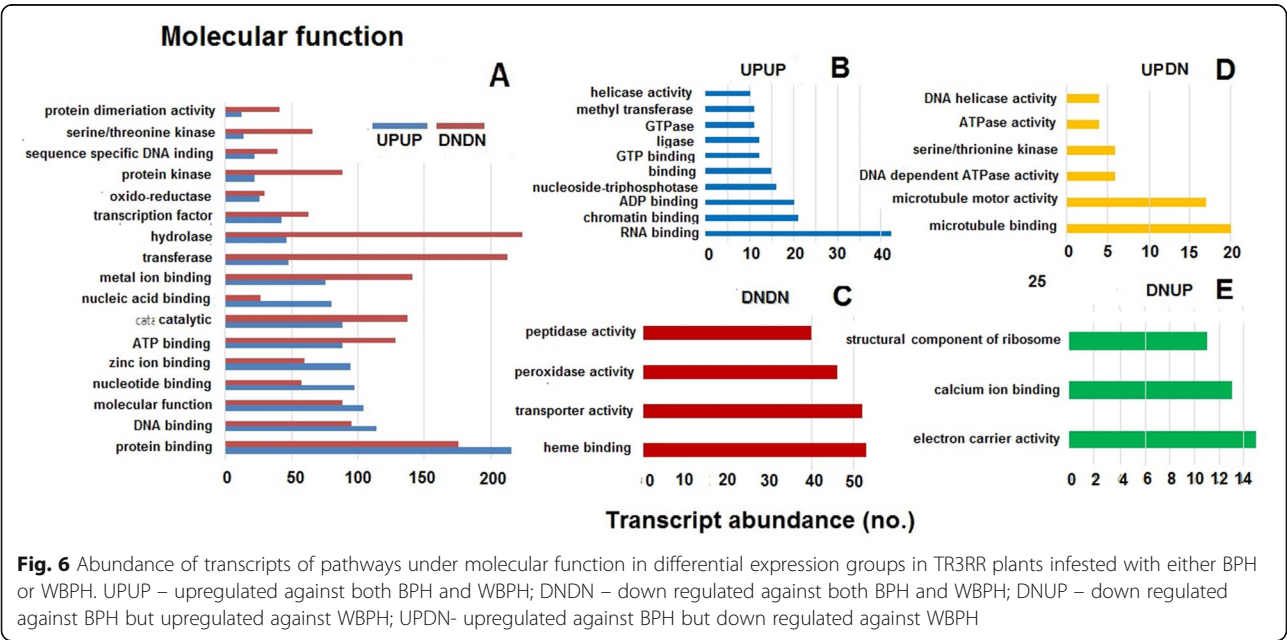 Molecular function
A
protein dimeriation activity
serine/threonine kinase
sequence specific DNA inding
protein kinase
oxido-reductase
transcription factor
hydrolase
transferase
metal ion binding
nucleic acid binding
cata catalytic
ATP binding
zinc ion binding
nucleotide binding
molecular function
DNA binding
protein binding
UPUP DNDN
0 50 100 150 200
UPUP B
helicase activity
methyl transferase
GTPase
ligase
GTP binding
binding
nucleoside-triphosphotase
ADP binding
chromatin binding
RNA binding
0 10 20 30 40
DNDN C
peptidase activity
peroxidase activity
transporter activity
heme binding
0 10 20 30 40 50
UPDN D
DNA helicase activity
ATPase activity
serine/thrionine kinase
DNA dependent ATPase activity
microtubule motor activity
microtubule binding
0 5 10 15 20
25
DNUP E
structural component of ribosome
calcium ion binding
electron carrier activity
0 2 4 6 8 10 12 14
Transcript abundance (no.)
Fig. 6 Abundance of transcripts of pathways under molecular function in differential expression groups in TR3RR plants infested with either BPH
or WBPH. UPUP – upregulated against both BPH and WBPH; DNDN – down regulated against both BPH and WBPH; DNUP – down regulated
against BPH but upregulated against WBPH; UPDN- upregulated against BPH but down regulated against WBPH